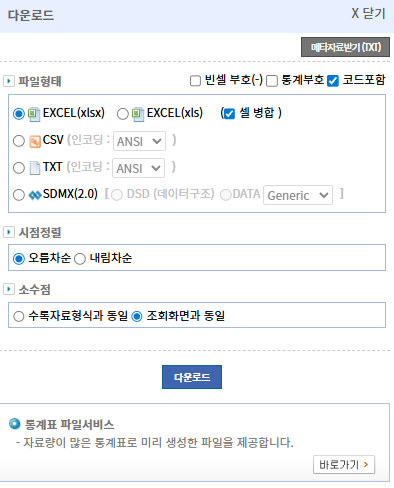 다운로드 X 닫기
메타자료받기(TXT)
파일형태 빈셀 부호(-) 통계부호 코드포함
EXCEL(xlsx) EXCEL(xls) ( 셀 병합 )
CSV (인코딩 : ANSI )
TXT (인코딩 : ANSI )
SDMX(2.0) [ DSD (데이터구조) DATA Generic ]
시점정렬
오름차순 내림차순
소수점
수록자료형식과 동일 조회화면과 동일
다운로드
통계표 파일서비스
- 자료량이 많은 통계표로 미리 생성한 파일을 제공합니다.
바로가기 >